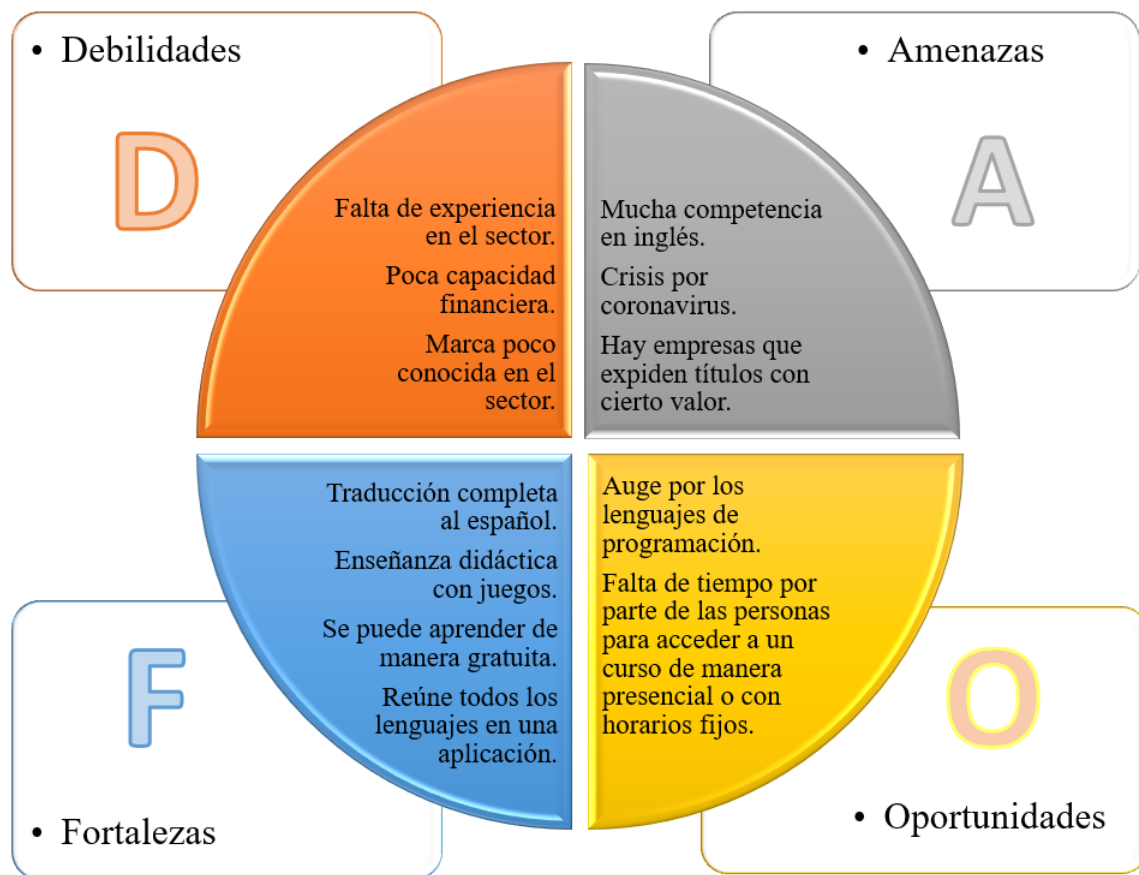 • Debilidades
D
Falta de experiencia
en el sector.
Poca capacidad
financiera.
Marca poco
conocida en el
sector.
• Amenazas
A
Mucha competencia
en inglés.
Crisis por
coronavirus.
Hay empresas que
expiden títulos con
cierto valor.
Traducción completa
al español.
Enseñanza didáctica
con juegos.
Se puede aprender de
manera gratuita.
Reúne todos los
lenguajes en una
aplicación.
F
• Fortalezas
Auge por los
lenguajes de
programación.
Falta de tiempo por
parte de las personas
para acceder a un
curso de manera
presencial o con
horarios fijos.
O
• Oportunidades